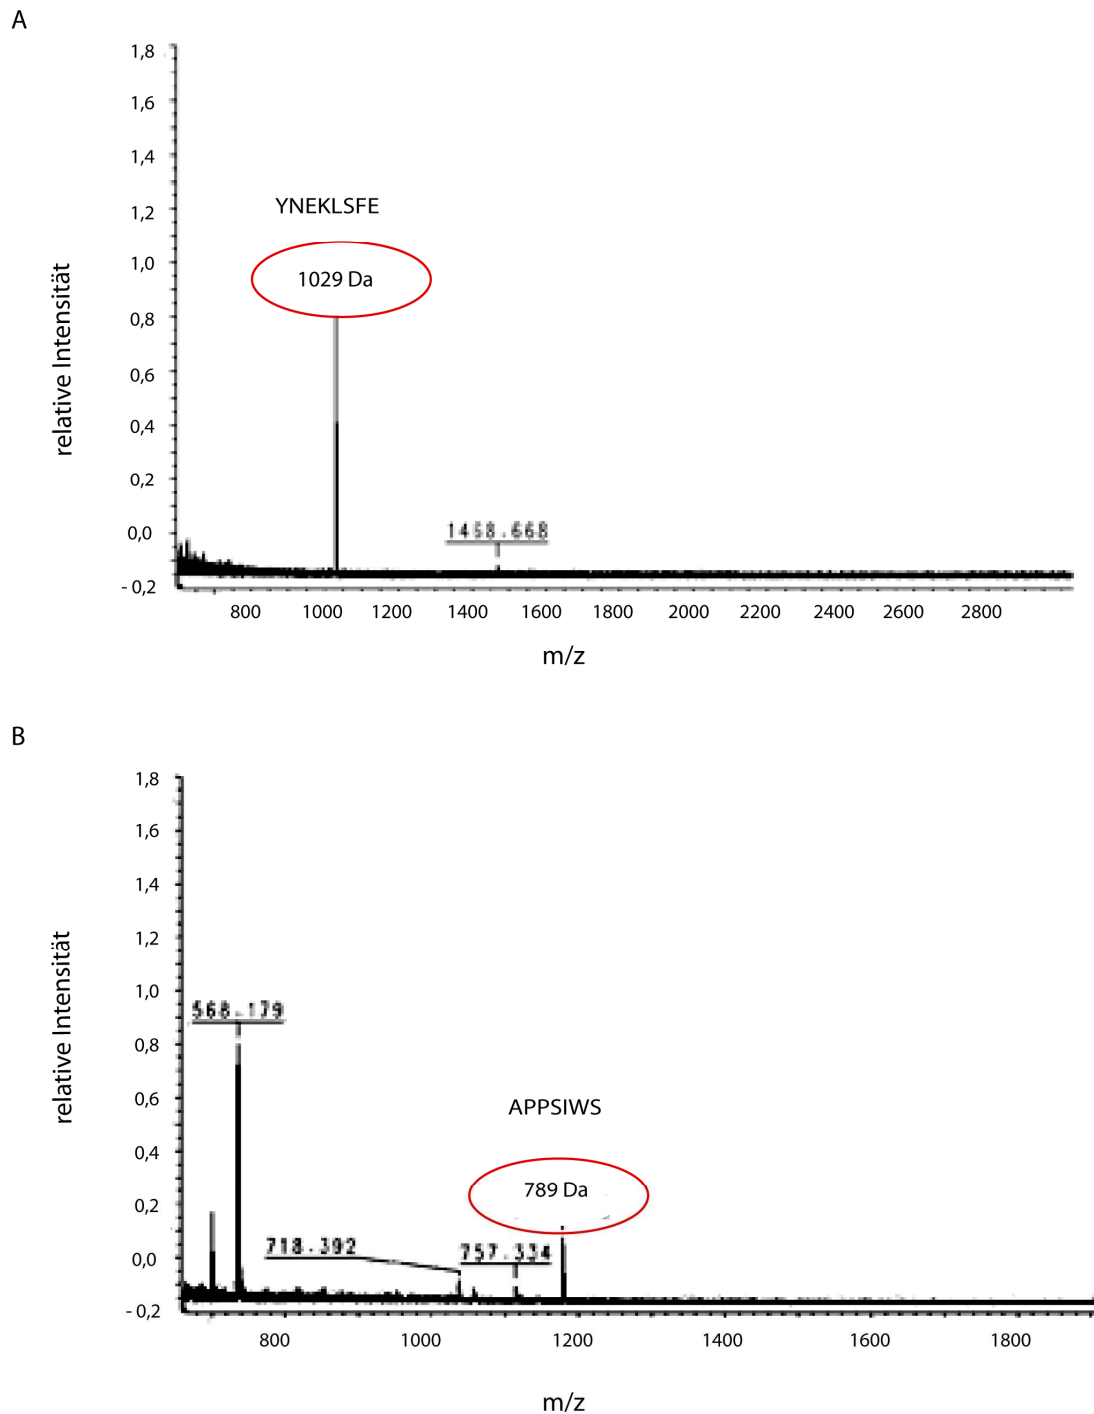 A
1,8
1,6
1,4
1,2
1,0
0,8
0,6
0,4
0,2
0,0
- 0,2
relative Intensität
YNEKLSFE
1029 Da
1458.668
800 1000 1200 1400 1600 1800 2000 2200 2400 2600 2800
m/z
B
1,8
1,6
1,4
1,2
1,0
0,8
0,6
0,4
0,2
0,0
- 0,2
relative Intensität
568.179
APPSIWS
789 Da
718.392
757.334
800 1000 1200 1400 1600 1800
m/z